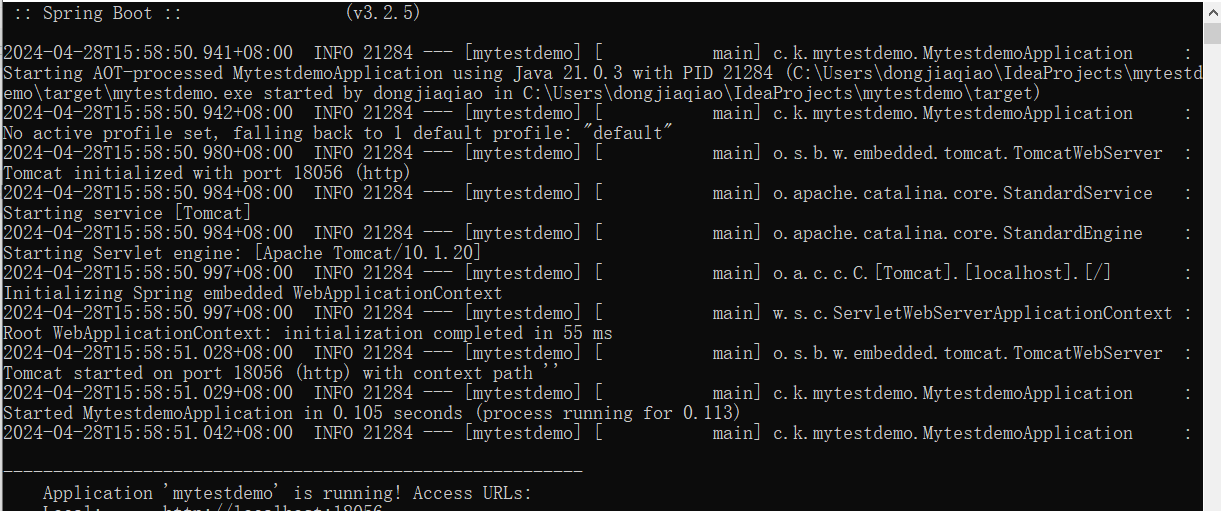 :: Spring Boot ::                (v3.2.5)
2024-04-28T15:58:50.941+08:00  INFO 21284 --- [mytestdemo] [           main] c.k.mytestdemo.MytestdemoApplication     :
Starting AOT-processed MytestdemoApplication using Java 21.0.3 with PID 21284 (C:\Users\dongjiaqiao\IdeaProjects\mytestd
emo\target\mytestdemo.exe started by dongjiaqiao in C:\Users\dongjiaqiao\IdeaProjects\mytestdemo\target)
2024-04-28T15:58:50.942+08:00  INFO 21284 --- [mytestdemo] [           main] c.k.mytestdemo.MytestdemoApplication     :
No active profile set, falling back to 1 default profile: "default"
2024-04-28T15:58:50.980+08:00  INFO 21284 --- [mytestdemo] [           main] o.s.b.w.embedded.tomcat.TomcatWebServer  :
Tomcat initialized with port 18056 (http)
2024-04-28T15:58:50.984+08:00  INFO 21284 --- [mytestdemo] [           main] o.apache.catalina.core.StandardService   :
Starting service [Tomcat]
2024-04-28T15:58:50.984+08:00  INFO 21284 --- [mytestdemo] [           main] o.apache.catalina.core.StandardEngine    :
Starting Servlet engine: [Apache Tomcat/10.1.20]
2024-04-28T15:58:50.997+08:00  INFO 21284 --- [mytestdemo] [           main] o.a.c.c.C.[Tomcat].[localhost].[/]       :
Initializing Spring embedded WebApplicationContext
2024-04-28T15:58:50.997+08:00  INFO 21284 --- [mytestdemo] [           main] w.s.c.ServletWebServerApplicationContext :
Root WebApplicationContext: initialization completed in 55 ms
2024-04-28T15:58:51.028+08:00  INFO 21284 --- [mytestdemo] [           main] o.s.b.w.embedded.tomcat.TomcatWebServer  :
Tomcat started on port 18056 (http) with context path ''
2024-04-28T15:58:51.029+08:00  INFO 21284 --- [mytestdemo] [           main] c.k.mytestdemo.MytestdemoApplication     :
Started MytestdemoApplication in 0.105 seconds (process running for 0.113)
2024-04-28T15:58:51.042+08:00  INFO 21284 --- [mytestdemo] [           main] c.k.mytestdemo.MytestdemoApplication     :
----------------------------------------------------------
Application 'mytestdemo' is running! Access URLs:
Local:      http://localhost:18056